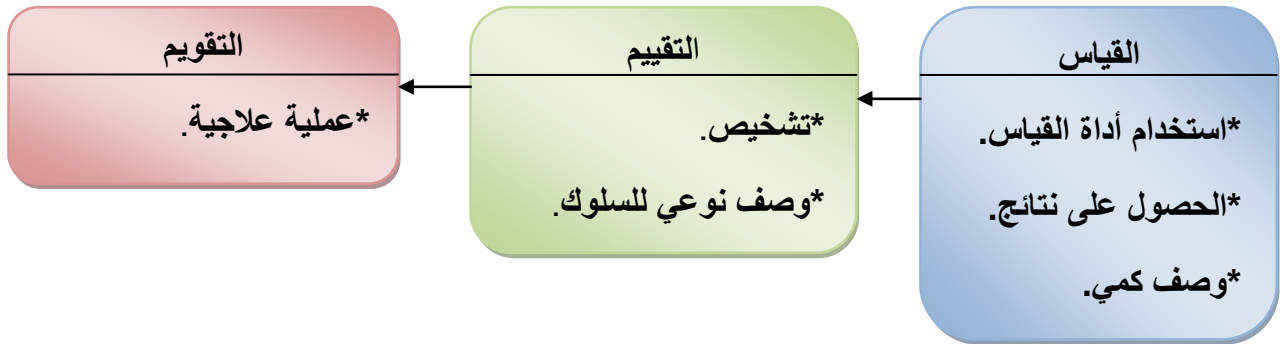 القياس
*استخدام أداة القياس.
*الحصول على نتائج.
*وصف كمي.
التقييم
*تشخيص.
*وصف نوعي للسلوك.
التقويم
*عملية علاجية.